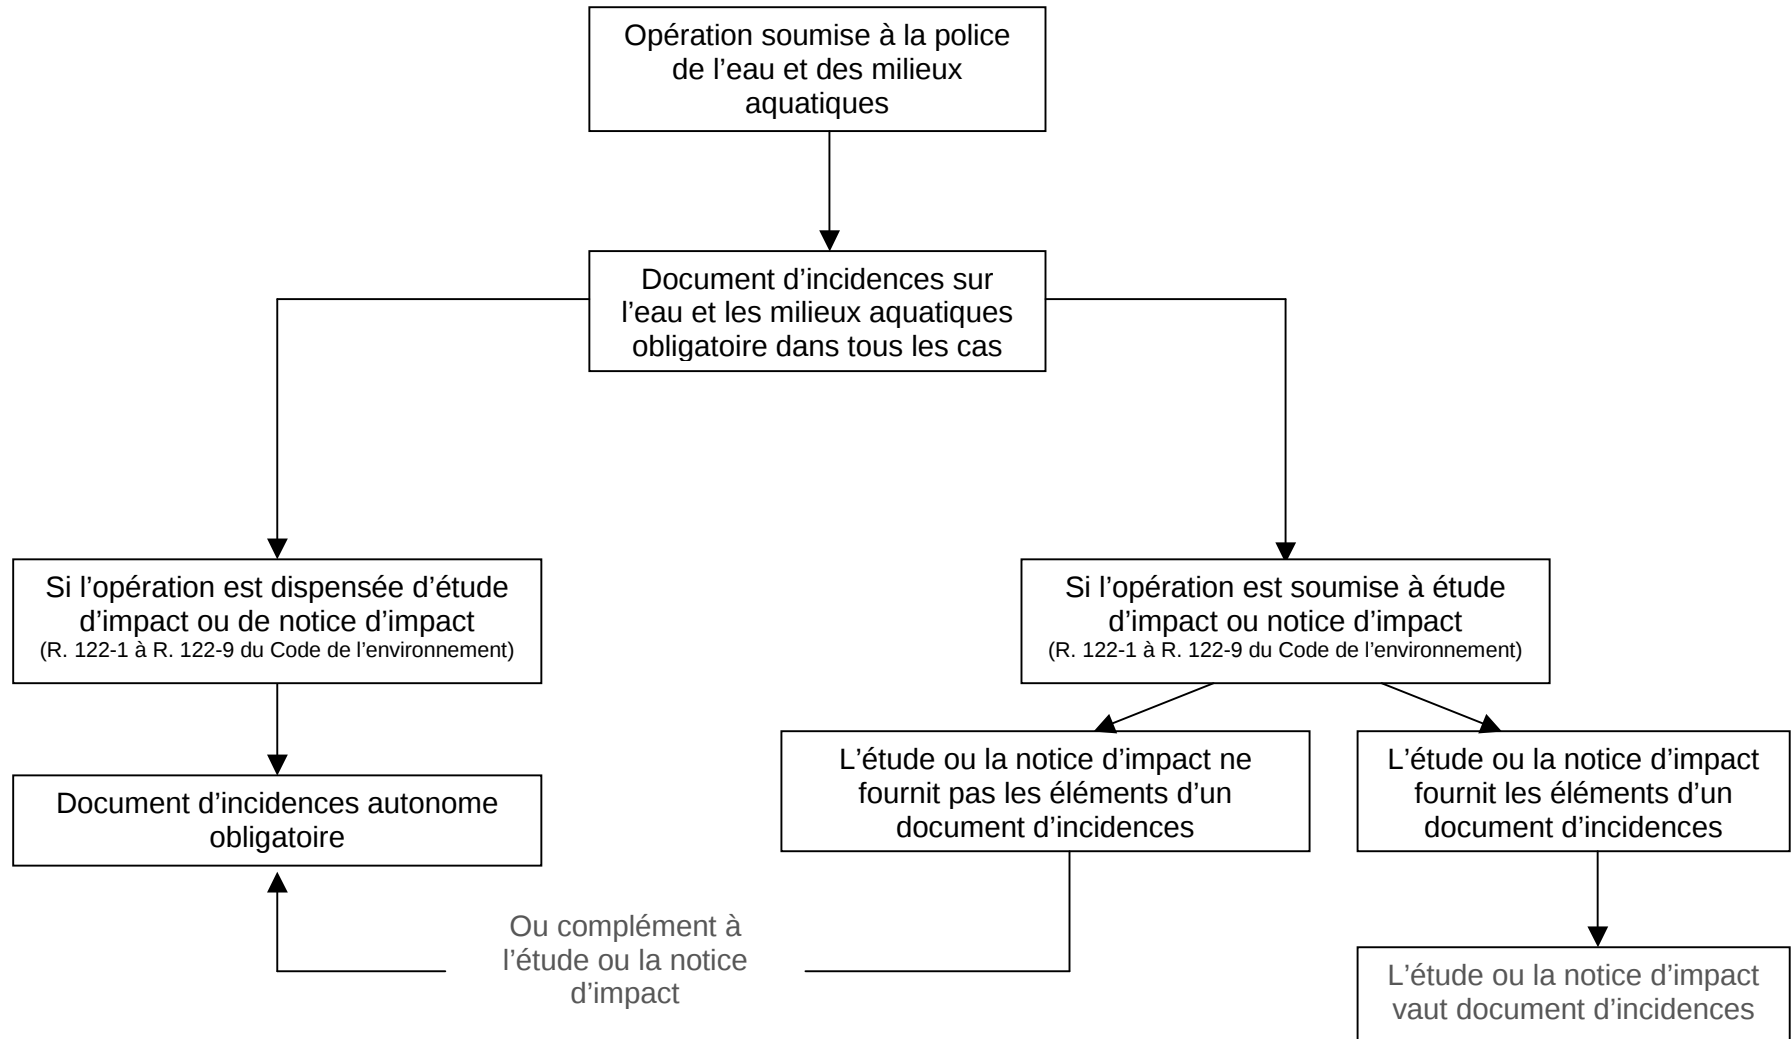 Opération soumise à la police
de l’eau et des milieux
aquatiques
Document d’incidences sur
l’eau et les milieux aquatiques
obligatoire dans tous les cas
Si l’opération est dispensée d’étude
d’impact ou de notice d’impact
(R. 122-1 à R. 122-9 du Code de l’environnement)
Si l’opération est soumise à étude
d’impact ou notice d’impact
(R. 122-1 à R. 122-9 du Code de l’environnement)
Document d’incidences autonome
obligatoire
L’étude ou la notice d’impact ne
fournit pas les éléments d’un
document d’incidences
L’étude ou la notice d’impact
fournit les éléments d’un
document d’incidences
Ou complément à
l’étude ou la notice
d’impact
L’étude ou la notice d’impact
vaut document d’incidences